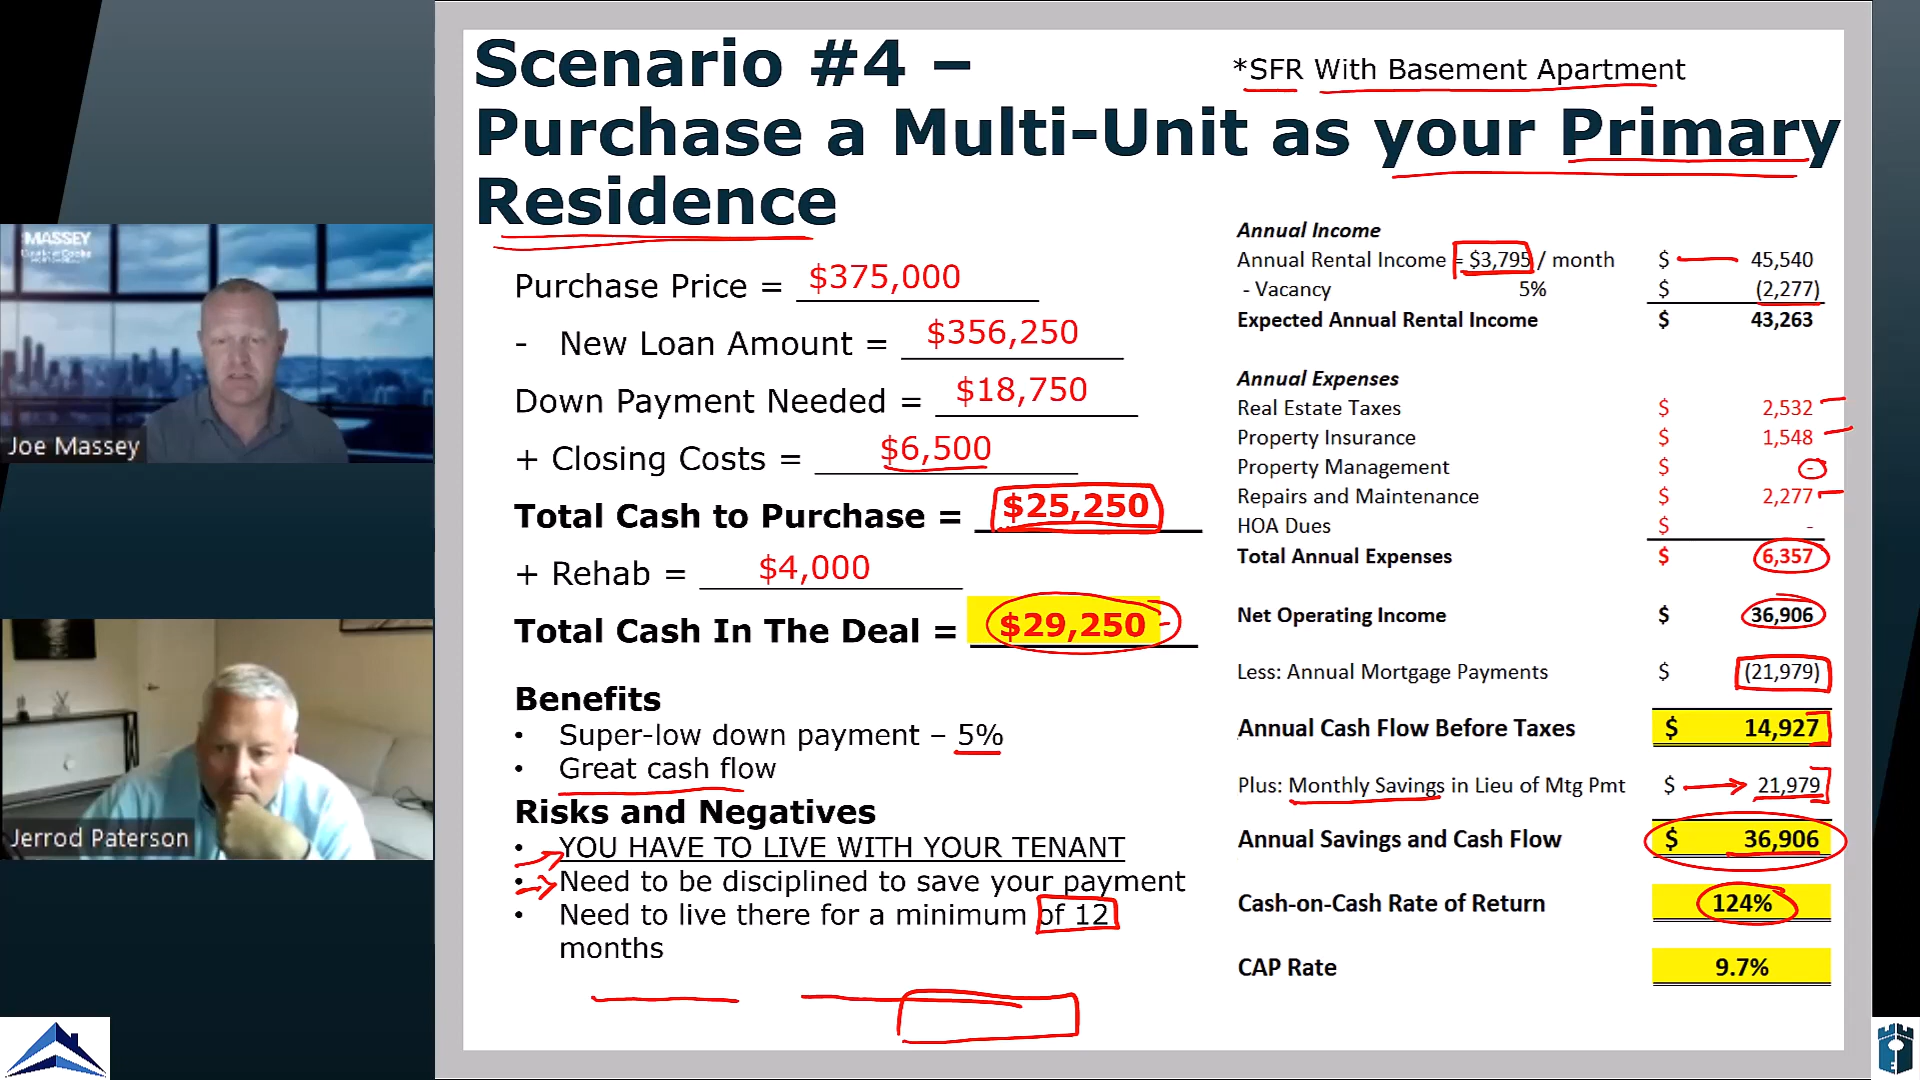 Scenario #4 –
*SFR With Basement Apartment
Purchase a Multi-Unit as your Primary
Residence
Purchase Price = $375,000
- New Loan Amount = $356,250
Down Payment Needed = $18,750
+ Closing Costs = $6,500
Total Cash to Purchase = $25,250
+ Rehab = $4,000
Total Cash In The Deal = $29,250
Benefits
• Super-low down payment – 5%
• Great cash flow
Risks and Negatives
• YOU HAVE TO LIVE WITH YOUR TENANT
• Need to be disciplined to save your payment
• Need to live there for a minimum of 12
months
Annual Income
Annual Rental Income = $3,795 / month $ 45,540
- Vacancy 5% $ (2,277)
Expected Annual Rental Income $ 43,263
Annual Expenses
Real Estate Taxes $ 2,532
Property Insurance $ 1,548
Property Management $ -
Repairs and Maintenance $ 2,277
HOA Dues $ -
Total Annual Expenses $ 6,357
Net Operating Income $ 36,906
Less: Annual Mortgage Payments $ (21,979)
Annual Cash Flow Before Taxes $ 14,927
Plus: Monthly Savings in Lieu of Mtg Pmt $ 21,979
Annual Savings and Cash Flow $ 36,906
Cash-on-Cash Rate of Return 124%
CAP Rate 9.7%
MASSEY
Joe Massey
Jerrod Paterson